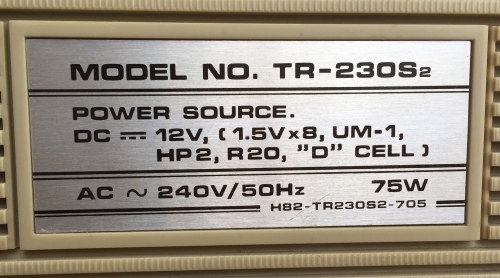 MODEL NO. TR-230S2
POWER SOURCE.
DC ⎓ 12V, ( 1.5V x 8, UM-1,
HP2, R20, "D" CELL )
AC ~ 240V/50Hz 75W
H82-TR230S2-705